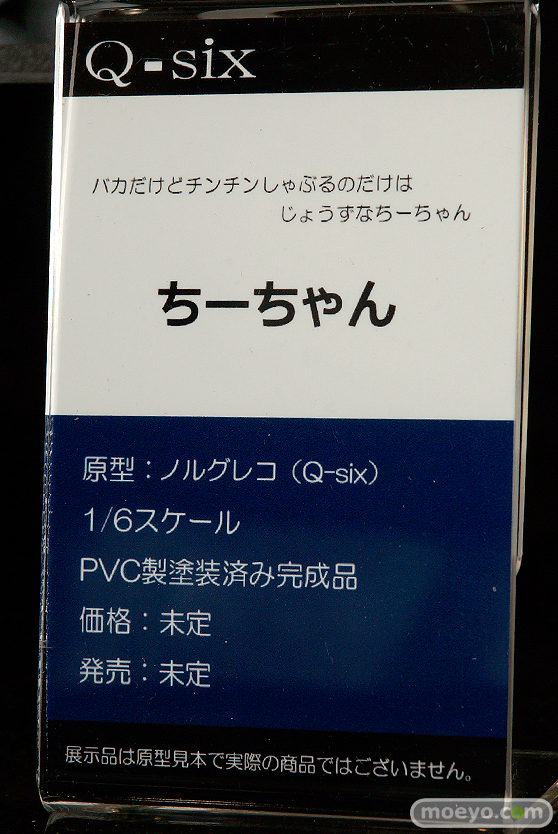 Q-six
バカだけどチンチンしゃぶるのだけは
じょうずなちーちゃん
ちーちゃん
原型：ノルグレコ（Q-six）
1/6スケール
PVC製塗装済み完成品
価格：未定
発売：未定
展示品は原型見本で実際の商品ではございません。
moeyo.com